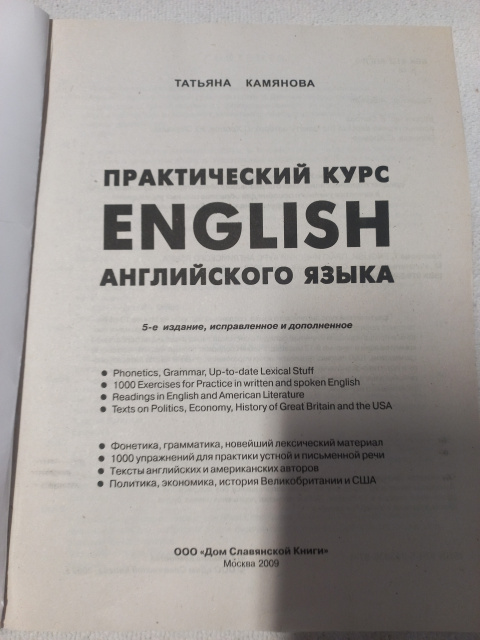 ТАТЬЯНА КАМЯНОВА
ПРАКТИЧЕСКИЙ КУРС
ENGLISH
АНГЛИЙСКОГО ЯЗЫКА
5-е издание, исправленное и дополненное
● Phonetics, Grammar, Up-to-date Lexical Stuff
● 1000 Exercises for Practice in written and spoken English
● Readings in English and American Literature
● Texts on Politics, Economy, History of Great Britain and the USA
● Фонетика, грамматика, новейший лексический материал
● 1000 упражнений для практики устной и письменной речи
● Тексты английских и американских авторов
● Политика, экономика, история Великобритании и США
ООО «Дом Славянской Книги»
Москва 2009